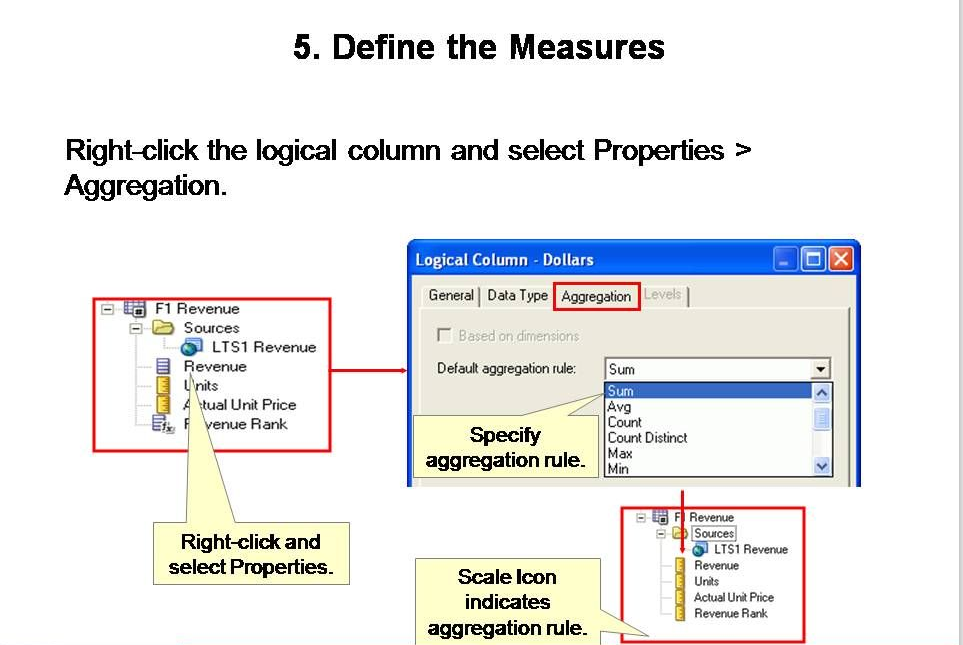 5. Define the Measures
Right-click the logical column and select Properties >
Aggregation.
F1 Revenue
Sources
LTS1 Revenue
Revenue
Units
Actual Unit Price
Revenue Rank
Right-click and
select Properties.
Logical Column - Dollars
General Data Type Aggregation Levels
Based on dimensions
Default aggregation rule: Sum
Sum
Avg
Count
Count Distinct
Max
Min
Specify
aggregation rule.
F1 Revenue
Sources
LTS1 Revenue
Revenue
Units
Actual Unit Price
Revenue Rank
Scale Icon
indicates
aggregation rule.